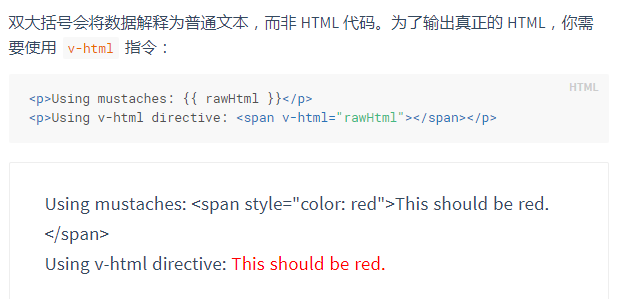 双大括号会将数据解释为普通文本，而非 HTML 代码。为了输出真正的 HTML，你需
要使用 v-html 指令：
HTML
<p>Using mustaches: {{ rawHtml }}</p>
<p>Using v-html directive: <span v-html="rawHtml"></span></p>
Using mustaches: <span style="color: red">This should be red.
</span>
Using v-html directive: This should be red.